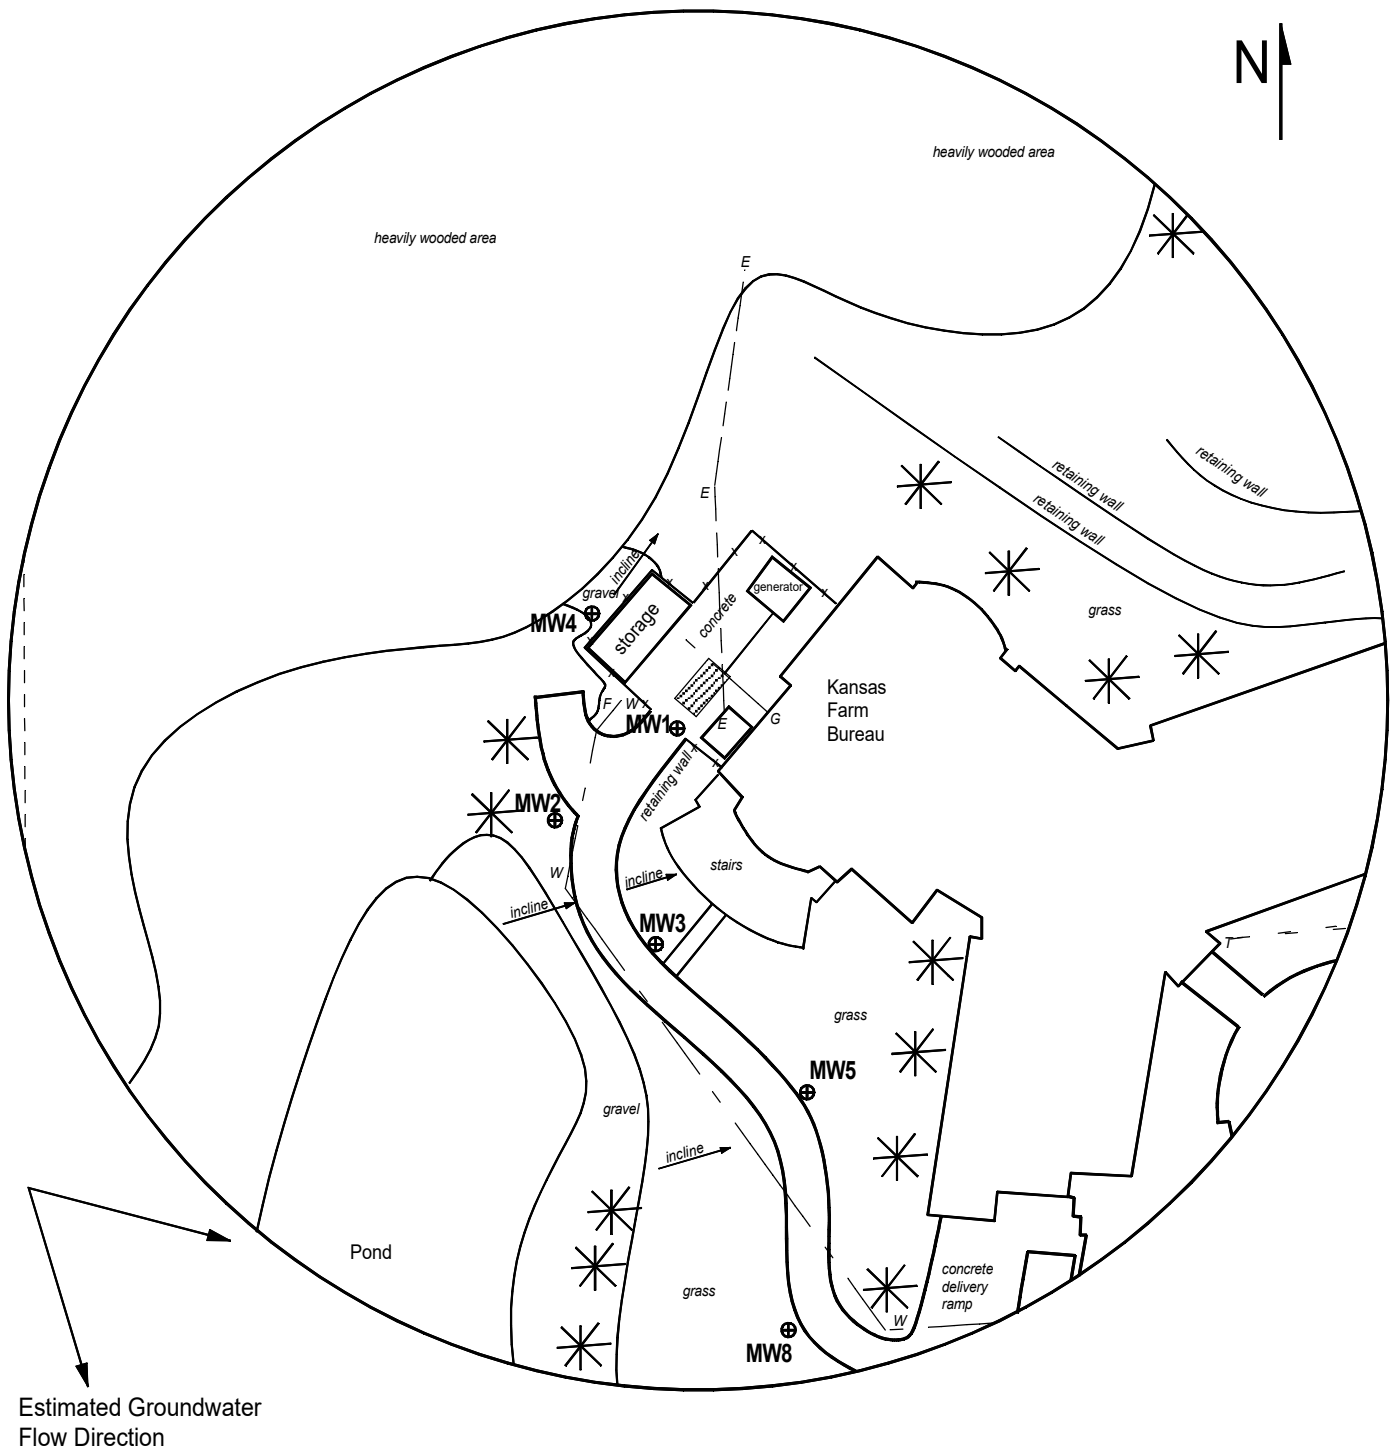 N
heavily wooded area
heavily wooded area
E
retaining wall
retaining wall
retaining wall
E
incline
gravel
generator
grass
MW4
storage
concrete
Kansas
Farm
Bureau
F
W
MW1
E
G
retaining wall
MW2
stairs
W
incline
incline
MW3
T
grass
MW5
gravel
incline
Pond
concrete
delivery
ramp
grass
W
MW8
Estimated Groundwater
Flow Direction